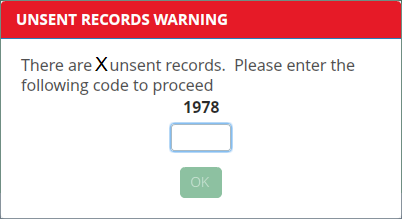 UNSENT RECORDS WARNING
There are X unsent records.  Please enter the
following code to proceed
1978
OK